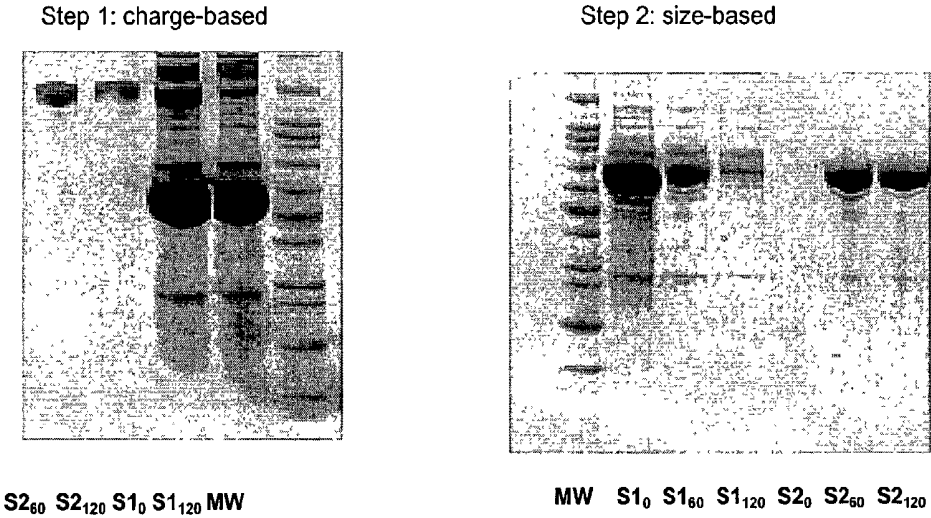 Step 1: charge-based
Step 2: size-based
S2₆₀ S2₁₂₀ S1₀ S1₁₂₀ MW
MW S1₀ S1₆₀ S1₁₂₀ S2₀ S2₆₀ S2₁₂₀